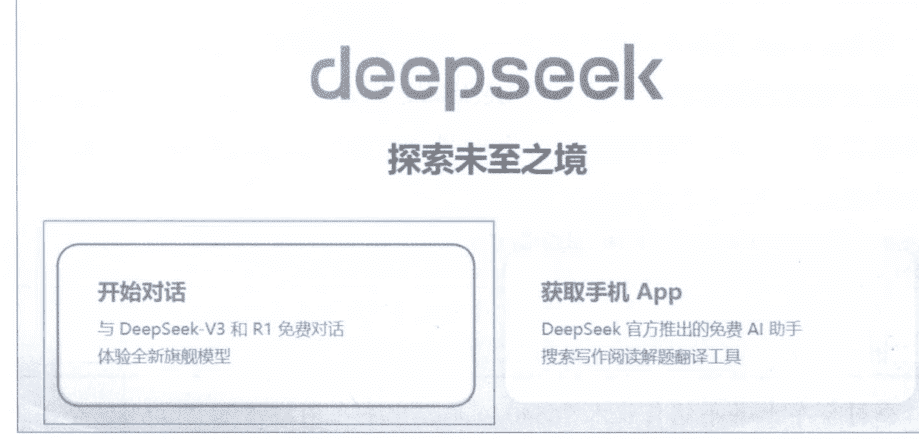 deepseek
探索未至之境
开始对话
与 DeepSeek-V3 和 R1 免费对话
体验全新旗舰模型
获取手机 App
DeepSeek 官方推出的免费 AI 助手
搜索写作阅读解题翻译工具